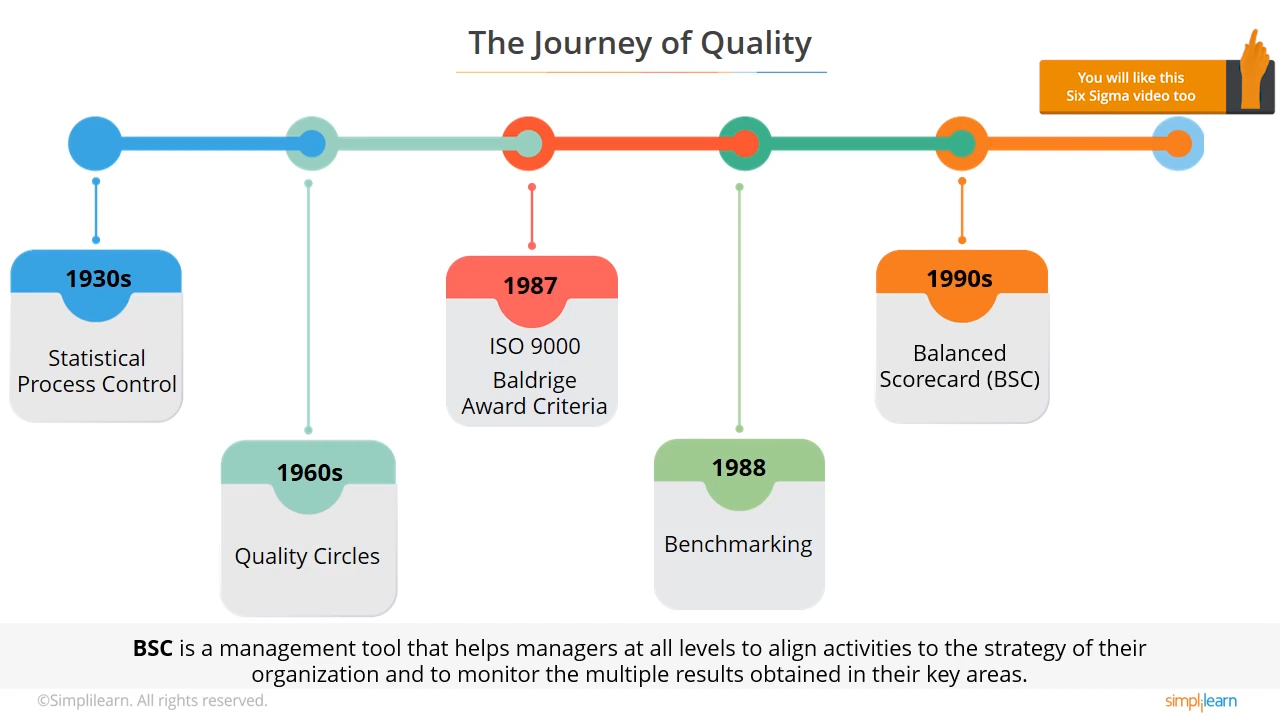 The Journey of Quality
You will like this
Six Sigma video too
1930s
Statistical
Process Control
1960s
Quality Circles
1987
ISO 9000
Baldrige
Award Criteria
1988
Benchmarking
1990s
Balanced
Scorecard (BSC)
BSC is a management tool that helps managers at all levels to align activities to the strategy of their
organization and to monitor the multiple results obtained in their key areas.
©Simplilearn. All rights reserved.
simplilearn